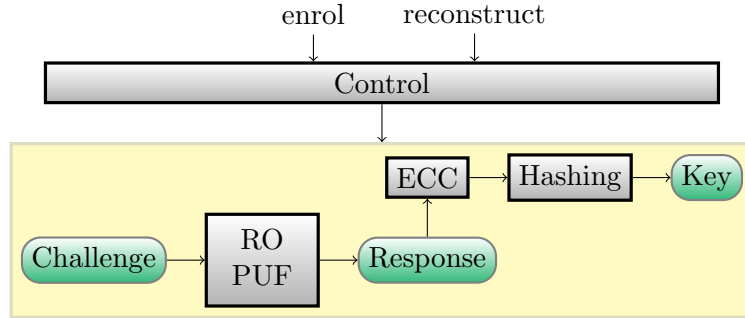 enrol reconstruct
Control
ECC Hashing Key
Challenge RO PUF Response